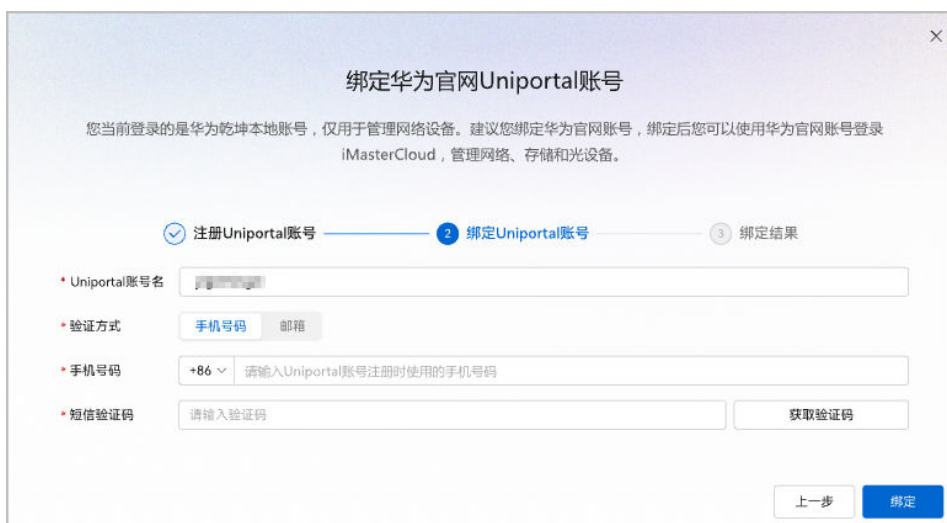 绑定华为官网Uniportal账号
您当前登录的是华为乾坤本地账号，仅用于管理网络设备。建议您绑定华为官网账号，绑定后您可以使用华为官网账号登录
iMasterCloud，管理网络、存储和光设备。
注册Uniportal账号 2 绑定Uniportal账号 3 绑定结果
* Uniportal账号名
* 验证方式 手机号码 邮箱
* 手机号码 +86 请输入Uniportal账号注册时使用的手机号码
* 短信验证码 请输入验证码 获取验证码
上一步 绑定